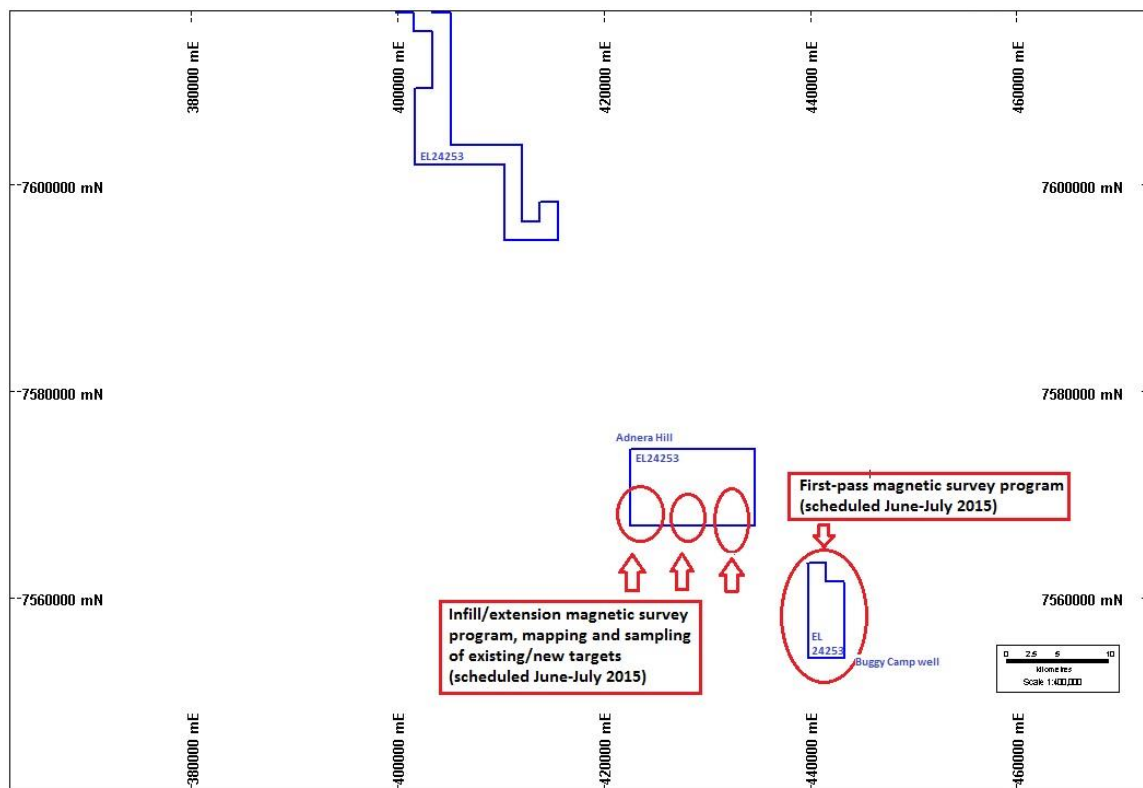 380000 mE
400000 mE
420000 mE
440000 mE
460000 mE
EL24253
7600000 mN
7600000 mN
7580000 mN
7580000 mN
Adnera Hill
EL24253
First-pass magnetic survey program
(scheduled June-July 2015)
7560000 mN
7560000 mN
Infill/extension magnetic survey
program, mapping and sampling
of existing/new targets
(scheduled June-July 2015)
EL
24253
Buggy Camp well
0 2.5 5 10
kilometres
Scale 1:400,000
380000 mE
400000 mE
420000 mE
440000 mE
460000 mE